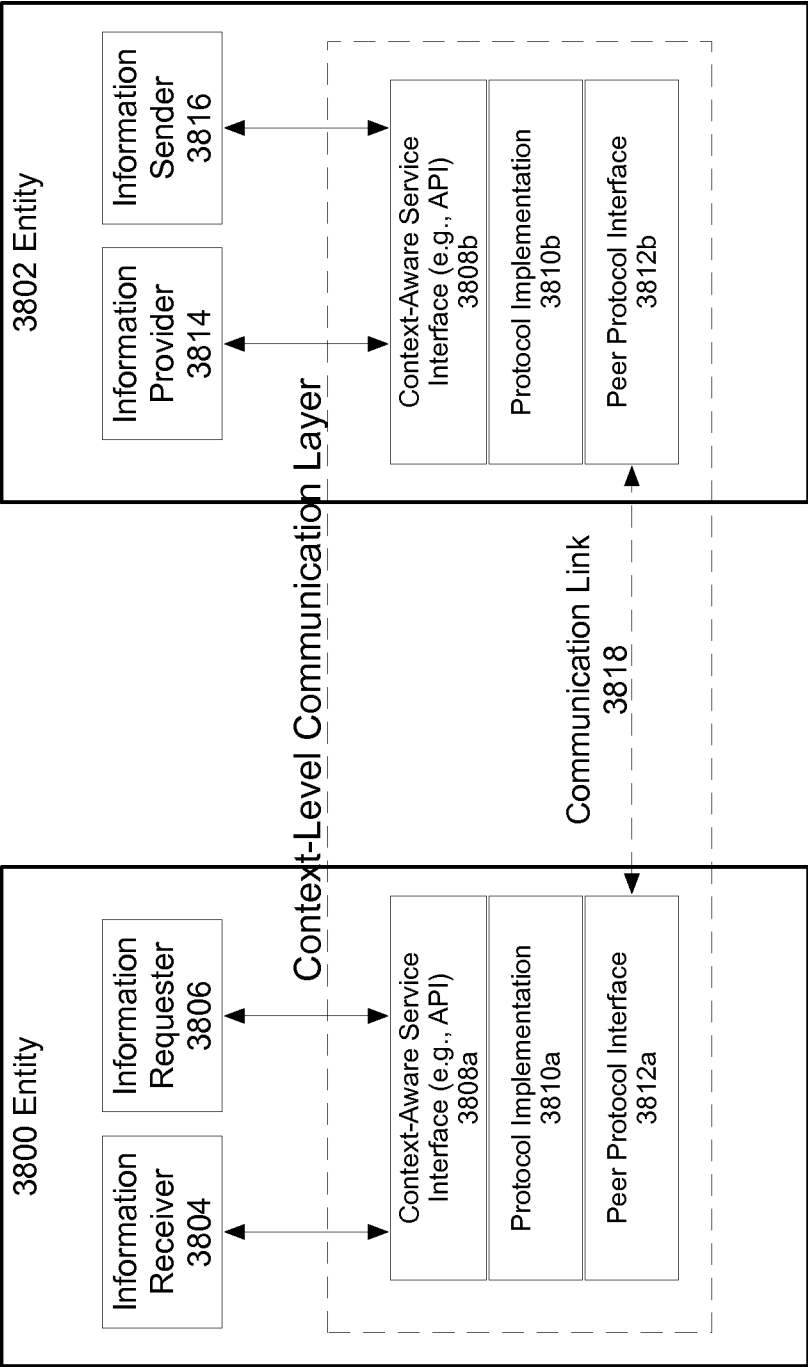 3800 Entity
Information
Receiver
3804
Information
Requester
3806
Context-Aware Service
Interface (e.g., API)
3808a
Protocol Implementation
3810a
Peer Protocol Interface
3812a
Context-Level Communication Layer
Communication Link
3818
3802 Entity
Information
Provider
3814
Information
Sender
3816
Context-Aware Service
Interface (e.g., API)
3808b
Protocol Implementation
3810b
Peer Protocol Interface
3812b